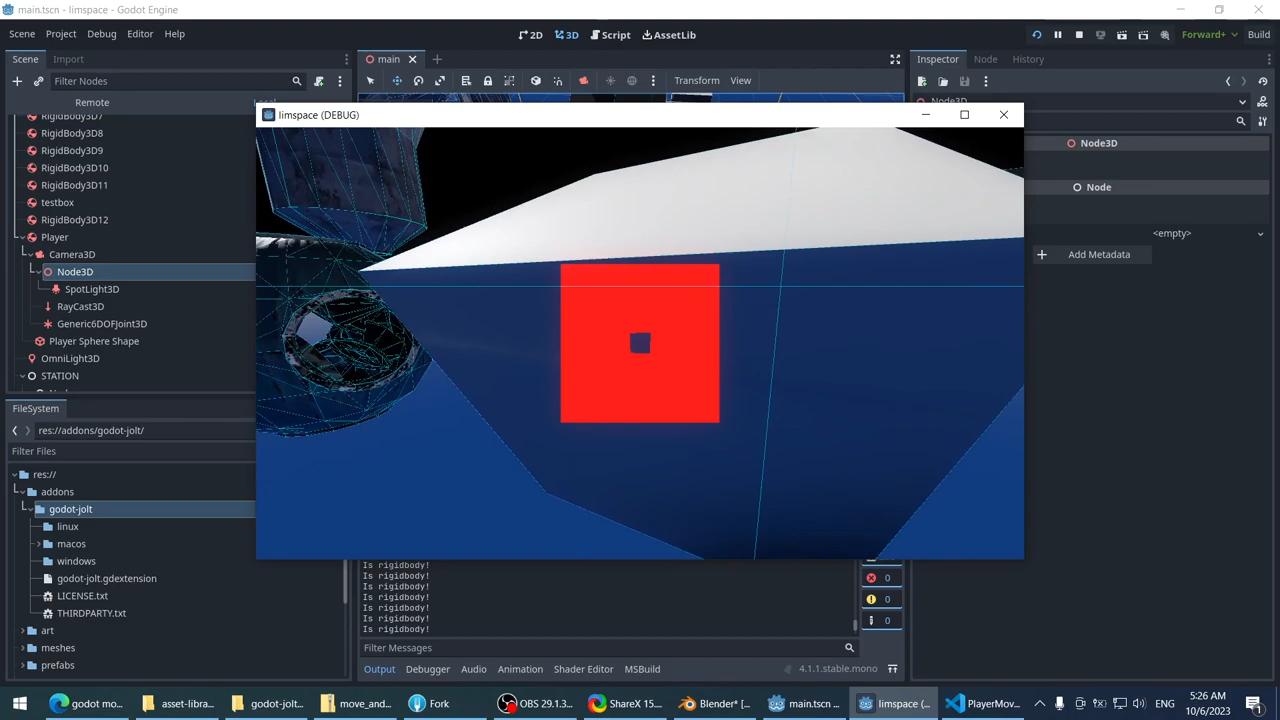 main.tscn - limspace - Godot Engine
Scene Project Debug Editor Help
2D 3D Script AssetLib
Forward+ Build
Scene Import
main
Inspector Node History
Filter Nodes
Transform View
Remote
limspace (DEBUG)
RigidBody3D8
RigidBody3D9
RigidBody3D10
RigidBody3D11
testbox
RigidBody3D12
Player
Camera3D
Node3D
SpotLight3D
RayCast3D
Generic6DOFJoint3D
Player Sphere Shape
OmniLight3D
STATION
Node3D
Node
<empty>
Add Metadata
FileSystem
res://addons/godot-jolt/
Filter Files
res://
addons
godot-jolt
linux
macos
windows
godot-jolt.gdextension
LICENSE.txt
THIRDPARTY.txt
art
meshes
prefabs
Is rigidbody!
Is rigidbody!
Is rigidbody!
Is rigidbody!
Is rigidbody!
Is rigidbody!
Is rigidbody!
0
0
0
Filter Messages
Output Debugger Audio Animation Shader Editor MSBuild
4.1.1.stable.mono
godot mo... asset-libra... godot-jolt... move_and... Fork OBS 29.1.3... ShareX 15.... Blender* [... main.tscn ... limspace (... PlayerMov...
ENG
5:26 AM
10/6/2023